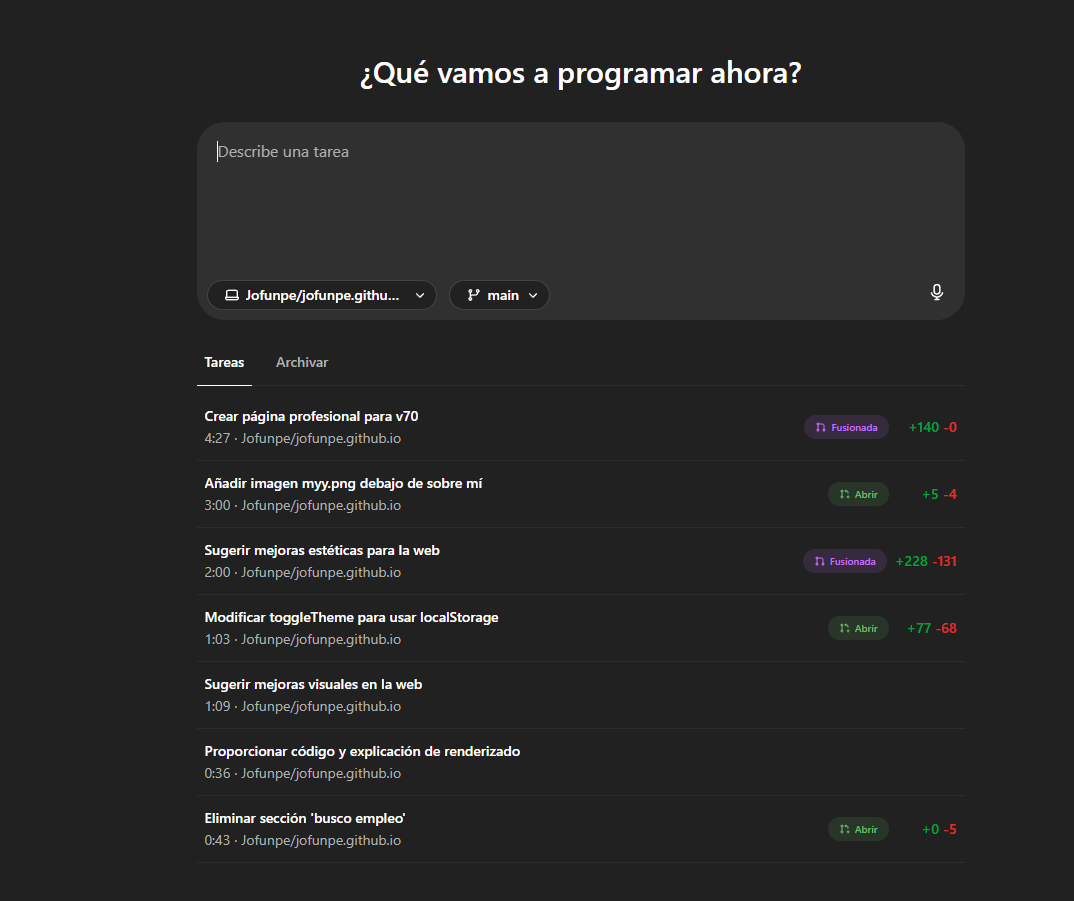 ¿Qué vamos a programar ahora?
Describe una tarea
Jofunpe/jofunpe.githu... main
Tareas Archivar
Crear página profesional para v70
4:27 · Jofunpe/jofunpe.github.io
Fusionada +140 -0
Añadir imagen myy.png debajo de sobre mí
3:00 · Jofunpe/jofunpe.github.io
Abrir +5 -4
Sugerir mejoras estéticas para la web
2:00 · Jofunpe/jofunpe.github.io
Fusionada +228 -131
Modificar toggleTheme para usar localStorage
1:03 · Jofunpe/jofunpe.github.io
Abrir +77 -68
Sugerir mejoras visuales en la web
1:09 · Jofunpe/jofunpe.github.io
Proporcionar código y explicación de renderizado
0:36 · Jofunpe/jofunpe.github.io
Eliminar sección 'busco empleo'
0:43 · Jofunpe/jofunpe.github.io
Abrir +0 -5